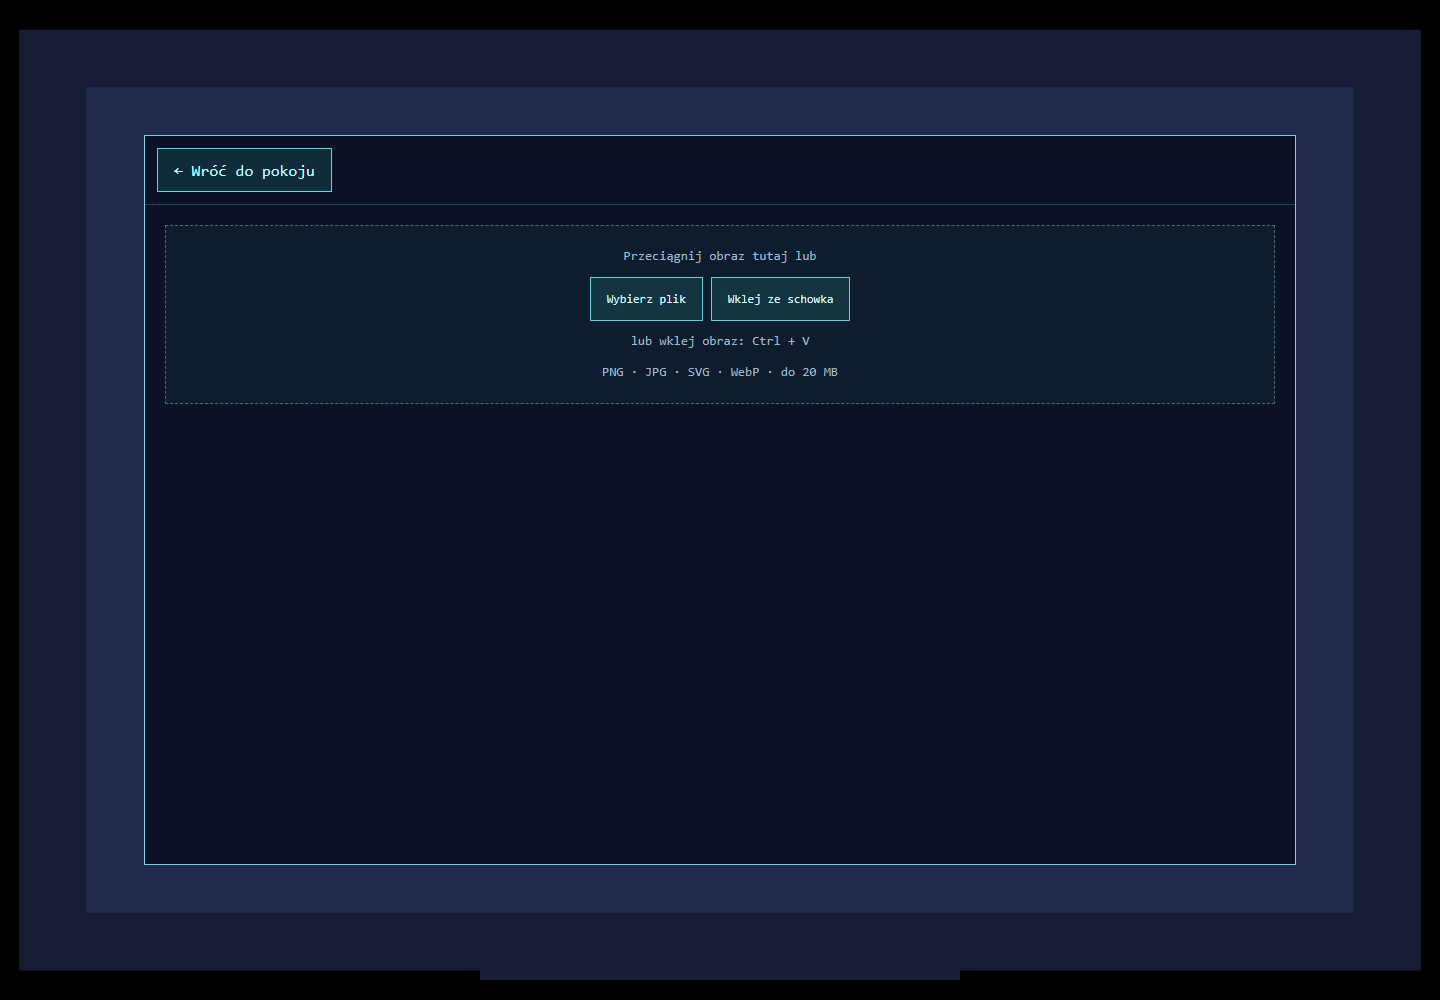 ← Wróć do pokoju
Przeciągnij obraz tutaj lub
Wybierz plik
Wklej ze schowka
lub wklej obraz: Ctrl + V
PNG · JPG · SVG · WebP · do 20 MB